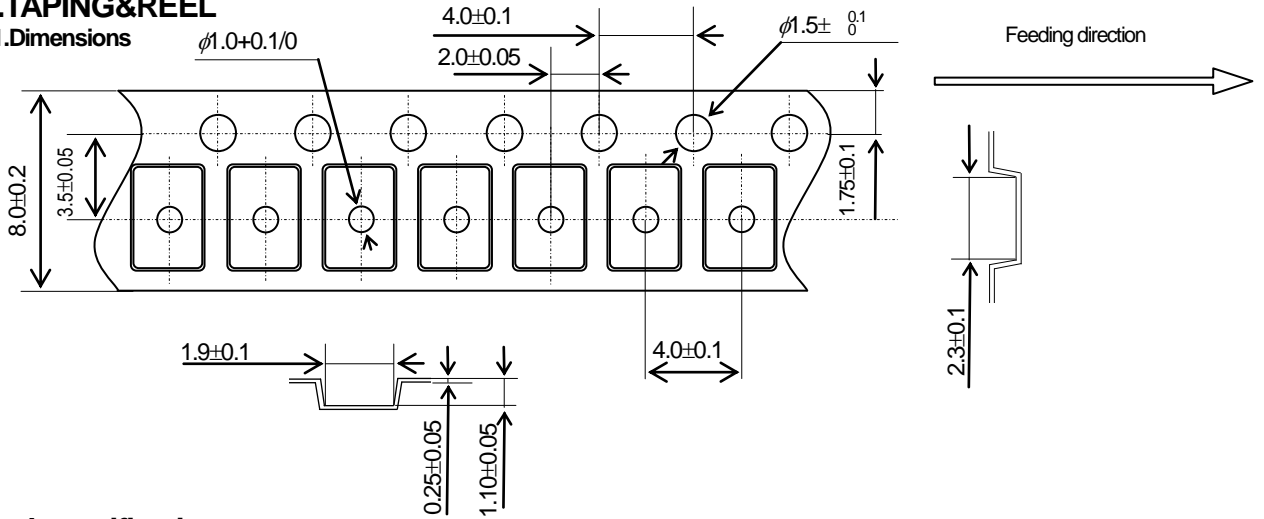 .TAPING&REEL
1.Dimensions
ϕ1.0+0.1/0
4.0±0.1
2.0±0.05
ϕ1.5± 0.1 0
Feeding direction
8.0±0.2
3.5±0.05
1.75±0.1
2.3±0.1
1.9±0.1
4.0±0.1
0.25±0.05
1.10±0.05